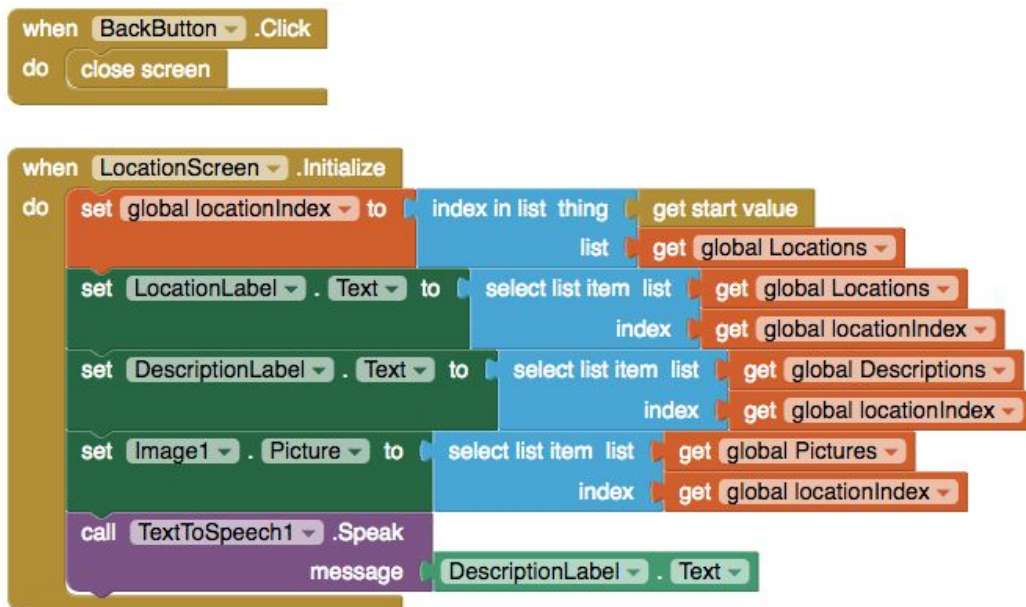 when BackButton .Click
do close screen
when LocationScreen .Initialize
do set global locationIndex to index in list thing get start value
list get global Locations
set LocationLabel . Text to select list item list get global Locations
index get global locationIndex
set DescriptionLabel . Text to select list item list get global Descriptions
index get global locationIndex
set Image1 . Picture to select list item list get global Pictures
index get global locationIndex
call TextToSpeech1 .Speak
message DescriptionLabel . Text